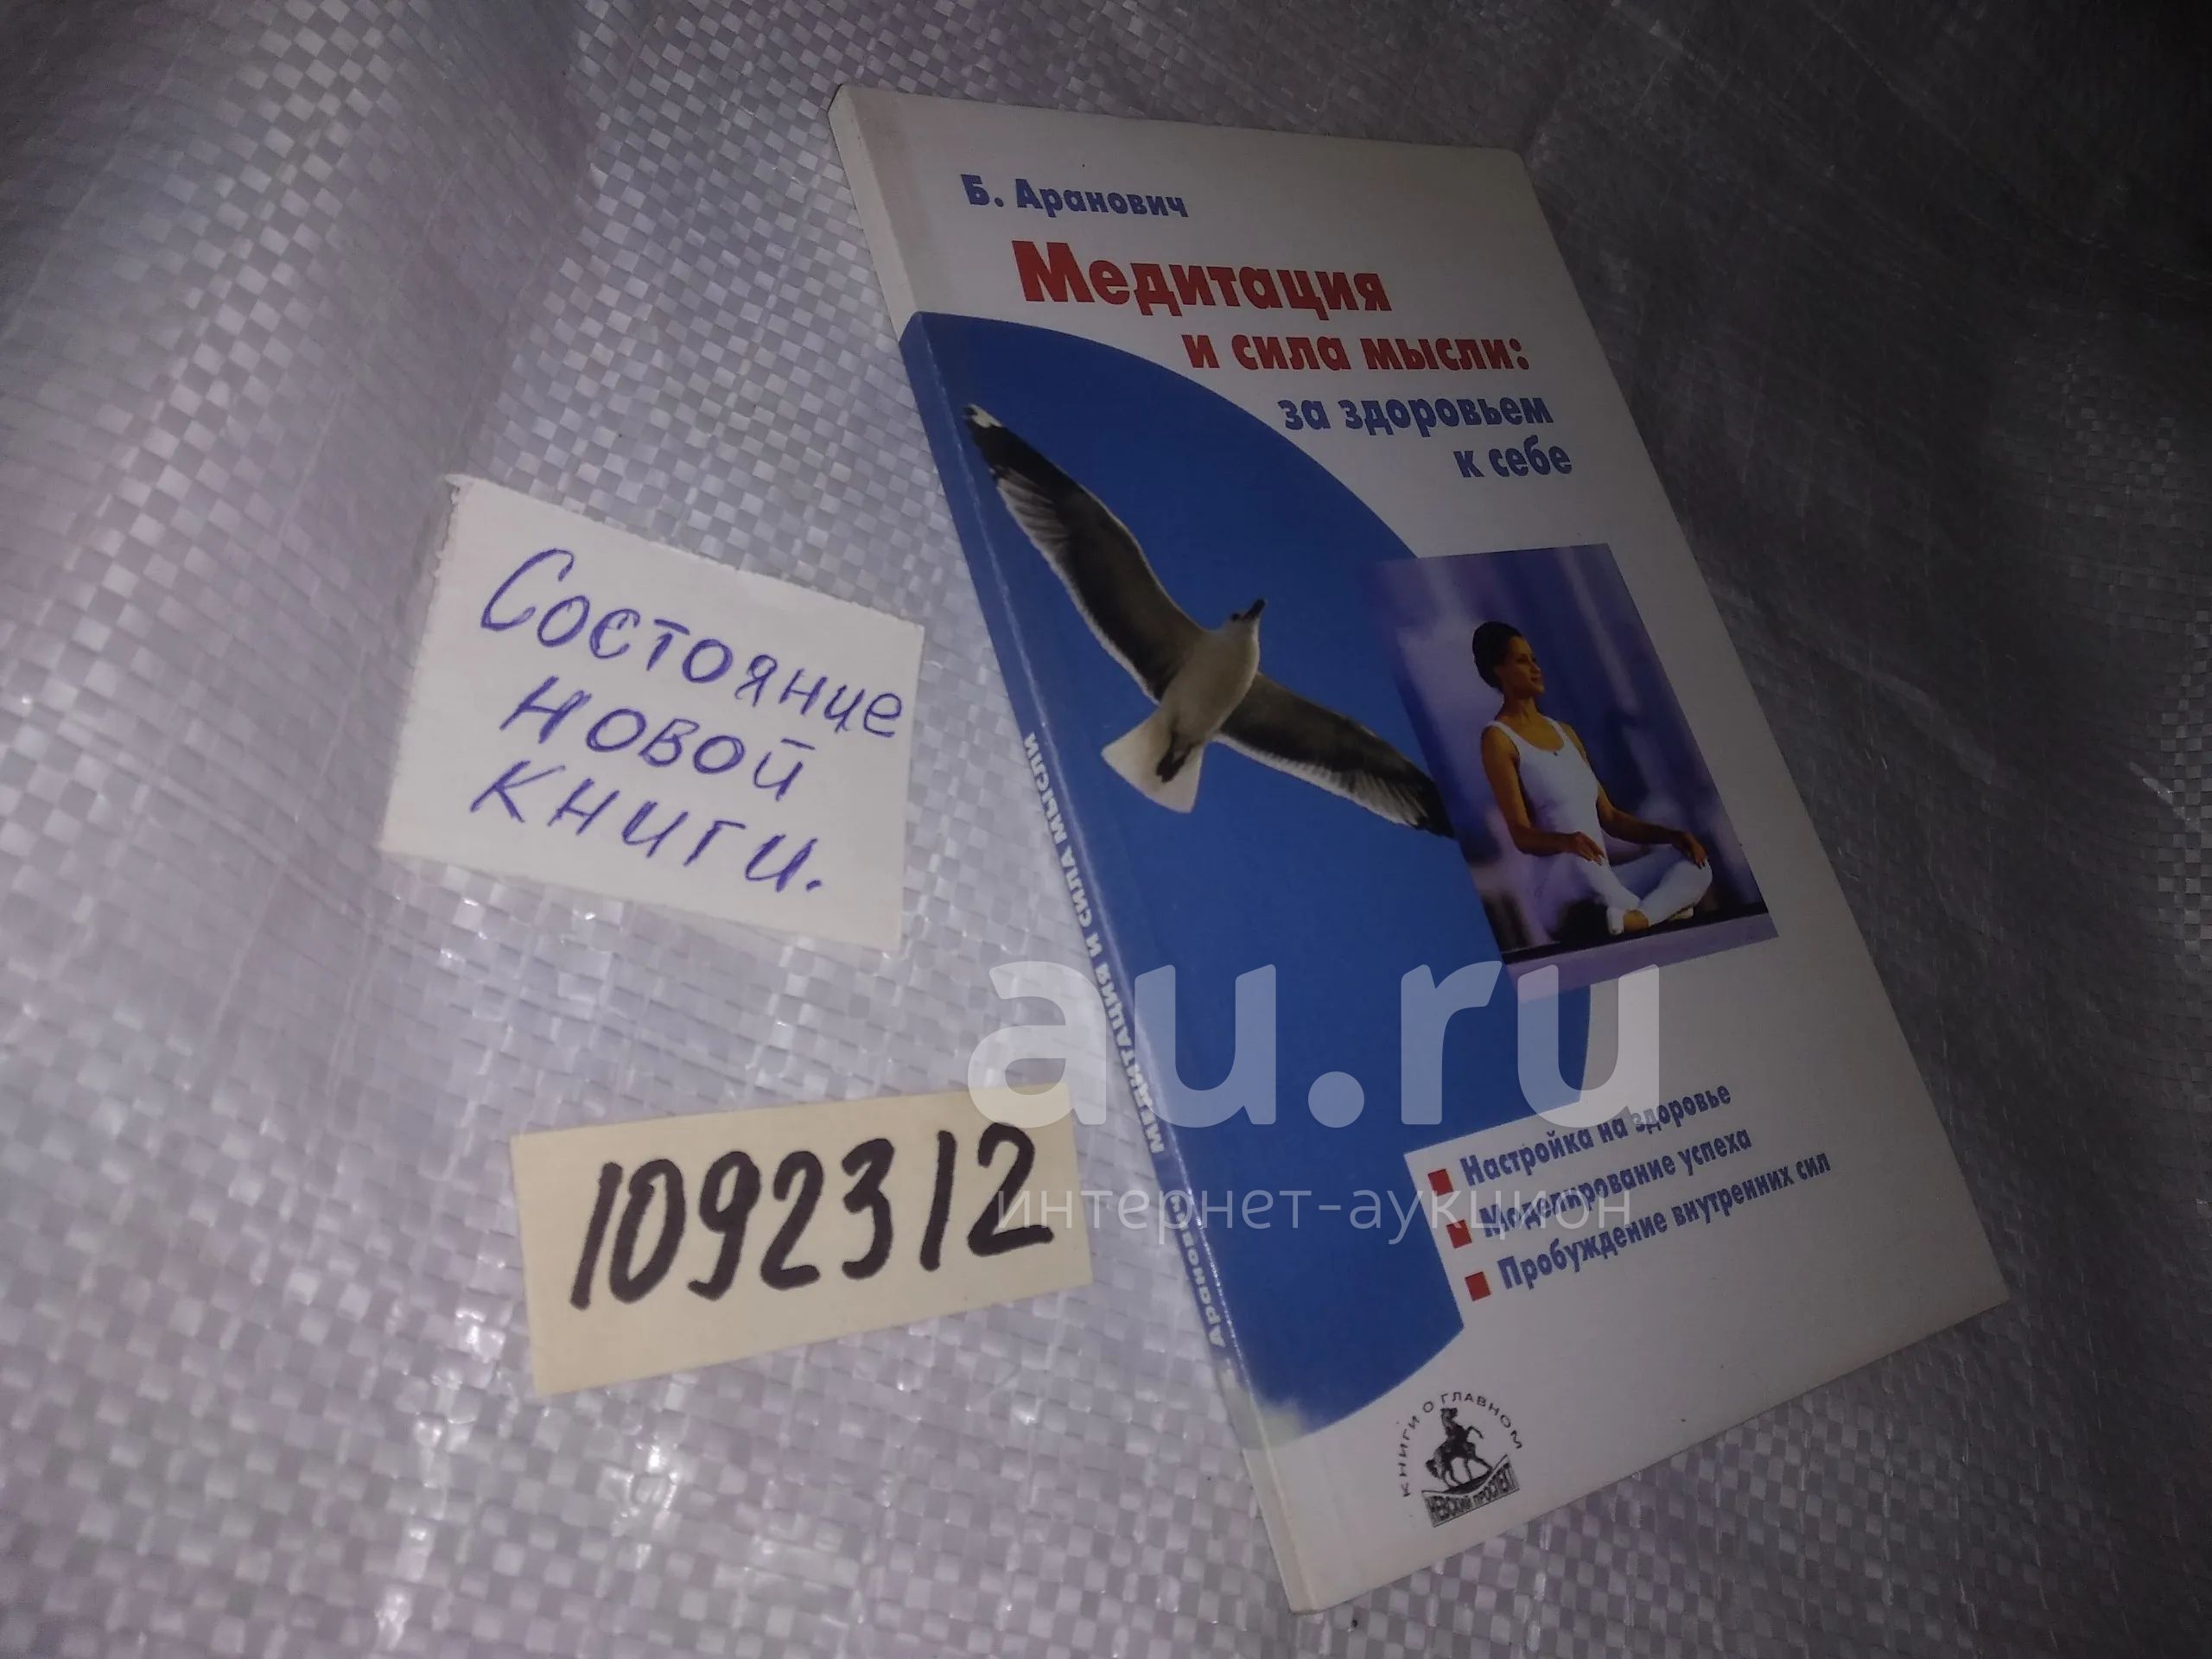 Б. Аранович
Медитация
и сила мысли:
за здоровьем
к себе
Состояние
новой
книги.
Аранович
МЕДИТАЦИЯ И СИЛА МЫСЛИ
au.ru
интернет-аукцион
1092312
Настройка на здоровье
Моделирование успеха
Пробуждение внутренних сил
КНИГИ О ГЛАВНОМ
НЕВСКИЙ ПРОСПЕКТ